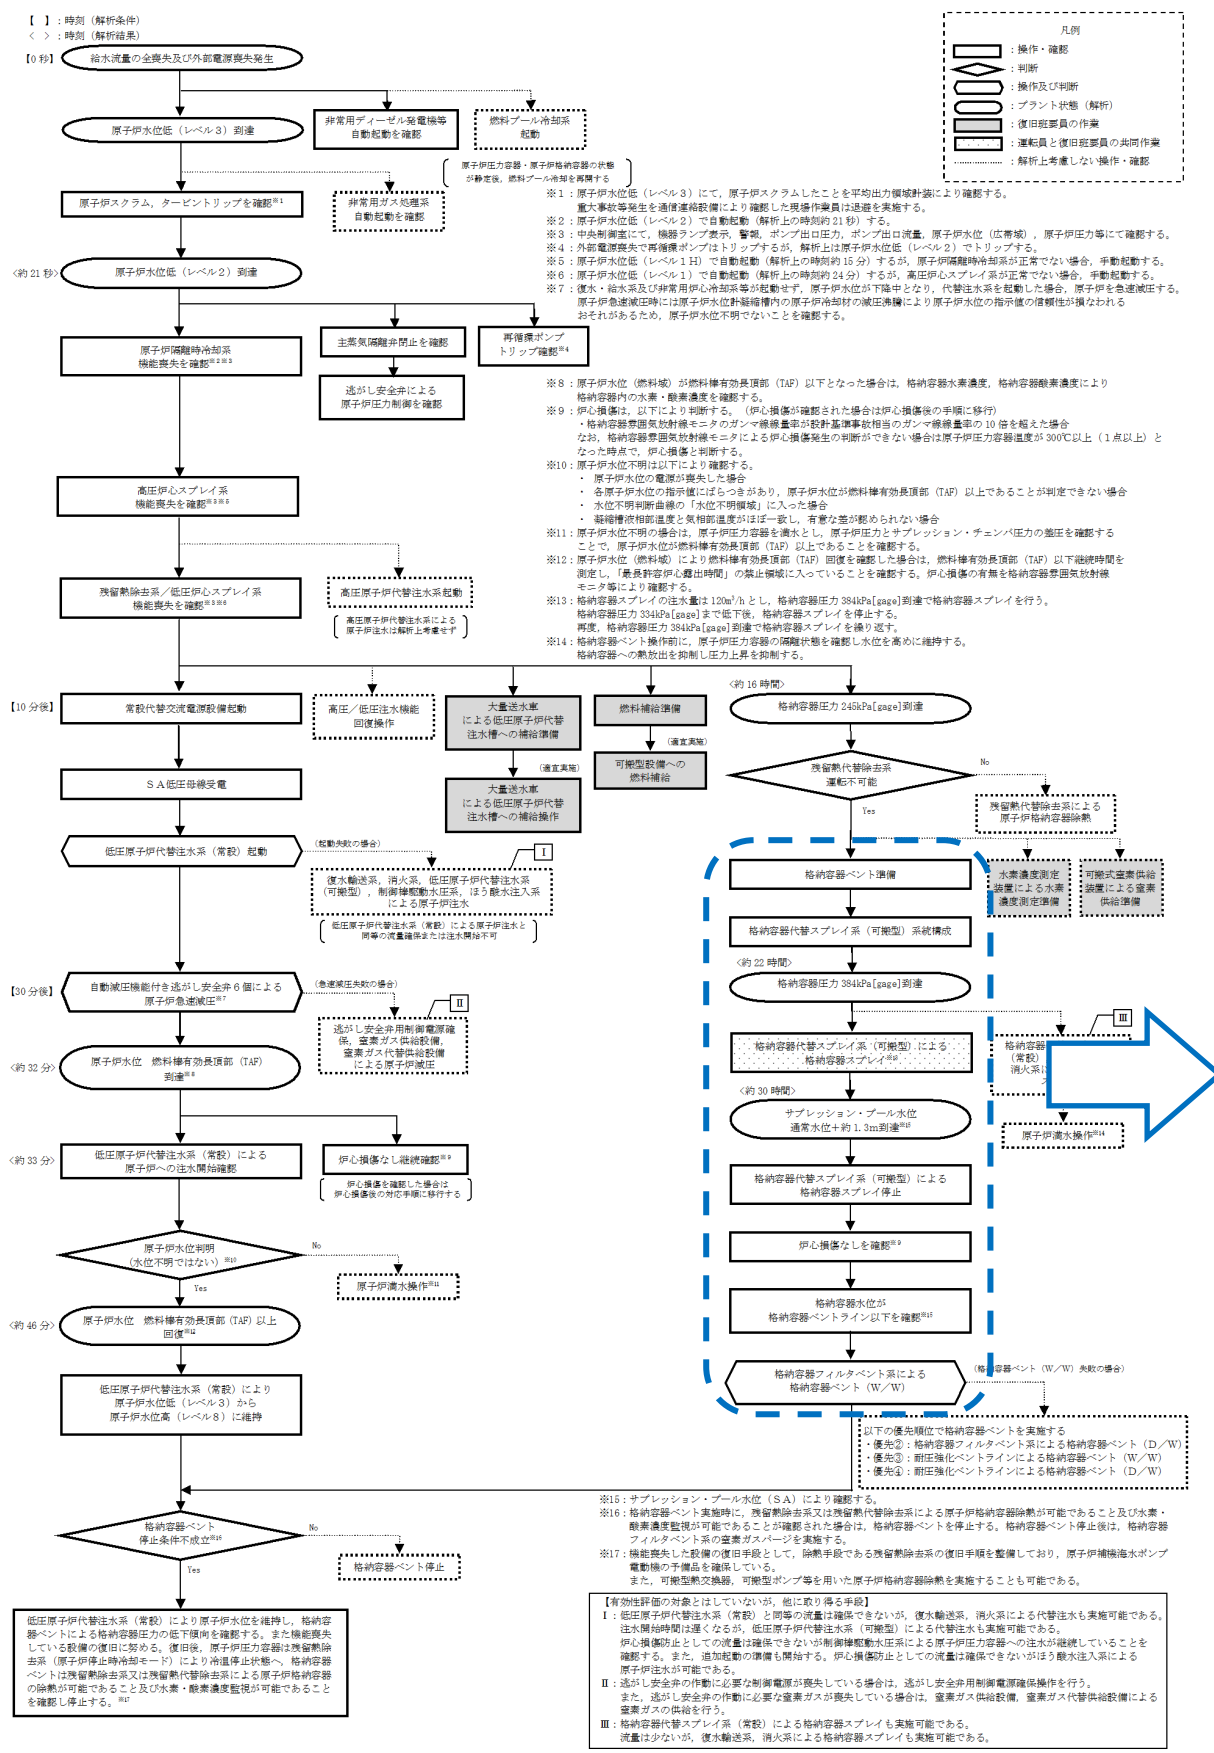 【　】：時刻（解析条件）
＜　＞：時刻（解析結果）
【0秒】
給水流量の全喪失及び外部電源喪失発生
原子炉水位低（レベル3）到達
非常用ディーゼル発電機等
自動起動を確認
燃料プール冷却系
起動
原子炉圧力容器・原子炉格納容器の状態
が静定後，燃料プール冷却を再開する
原子炉スクラム，タービントリップを確認※1
非常用ガス処理系
自動起動を確認
<約21秒>
原子炉水位低（レベル2）到達
原子炉隔離時冷却系
機能喪失を確認※2※3
主蒸気隔離弁閉止を確認
再循環ポンプ
トリップ確認※4
逃がし安全弁による
原子炉圧力制御を確認
高圧炉心スプレイ系
機能喪失を確認※3※5
残留熱除去系／低圧炉心スプレイ系
機能喪失を確認※3※6
高圧原子炉代替注水系起動
高圧原子炉代替注水系による
原子炉注水は解析上考慮せず
凡例
：操作・確認
：判断
：操作及び判断
：プラント状態（解析）
：復旧班要員の作業
：運転員と復旧班要員の共同作業
：解析上考慮しない操作・確認
※1：原子炉水位低（レベル3）にて，原子炉スクラムしたことを平均出力領域計装により確認する。
重大事故等発生を通信連絡設備により確認した現場作業員は退避を実施する。
※2：原子炉水位低（レベル2）で自動起動（解析上の時刻約21秒）する。
※3：中央制御室にて，機器ランプ表示，警報，ポンプ出口圧力，ポンプ出口流量，原子炉水位（広帯域），原子炉圧力等にて確認する。
※4：外部電源喪失で再循環ポンプはトリップするが，解析上は原子炉水位低（レベル2）でトリップする。
※5：原子炉水位低（レベル1H）で自動起動（解析上の時刻約15分）するが，原子炉隔離時冷却系が正常でない場合，手動起動する。
※6：原子炉水位低（レベル1）で自動起動（解析上の時刻約24分）するが，高圧炉心スプレイ系が正常でない場合，手動起動する。
※7：復水・給水系及び非常用炉心冷却系等が起動せず，原子炉水位が下降中となり，代替注水系を起動した場合，原子炉を急速減圧する。
原子炉急速減圧時には原子炉水位計凝縮槽内の原子炉冷却材の減圧沸騰により原子炉水位の指示値の信頼性が損なわれる
おそれがあるため，原子炉水位不明でないことを確認する。
※8：原子炉水位（燃料域）が燃料棒有効長頂部（TAF）以下となった場合は，格納容器水素濃度，格納容器酸素濃度により
格納容器内の水素・酸素濃度を確認する。
※9：炉心損傷は，以下により判断する。（炉心損傷が確認された場合は炉心損傷後の手順に移行）
・格納容器雰囲気放射線モニタのガンマ線線量率が設計基準事故相当のガンマ線線量率の10倍を超えた場合
なお，格納容器雰囲気放射線モニタによる炉心損傷発生の判断ができない場合は原子炉圧力容器温度が300℃以上（1点以上）と
なった時点で，炉心損傷と判断する。
※10：原子炉水位不明は以下により確認する。
・ 原子炉水位の電源が喪失した場合
・ 各原子炉水位の指示値にばらつきがあり，原子炉水位が燃料棒有効長頂部（TAF）以上であることが判定できない場合
・ 水位不明判断曲線の「水位不明領域」に入った場合
・ 凝縮槽液相部温度と気相部温度がほぼ一致し，有意な差が認められない場合
※11：原子炉水位不明の場合は，原子炉圧力容器を満水とし，原子炉圧力とサプレッション・チェンバ圧力の差圧を確認する
ことで，原子炉水位が燃料棒有効長頂部（TAF）以上であることを確認する。
※12：原子炉水位（燃料域）により燃料棒有効長頂部（TAF）回復を確認した場合は，燃料棒有効長頂部（TAF）以下継続時間を
測定し，「最長許容炉心露出時間」の禁止領域に入っていることを確認する。炉心損傷の有無を格納容器雰囲気放射線
モニタ等により確認する。
※13：格納容器スプレイの注水量は120m³/hとし，格納容器圧力384kPa[gage]到達で格納容器スプレイを行う。
格納容器圧力334kPa[gage]まで低下後，格納容器スプレイを停止する。
再度，格納容器圧力384kPa[gage]到達で格納容器スプレイを繰り返す。
※14：格納容器ベント操作前に，原子炉圧力容器の隔離状態を確認し水位を高めに維持する。
格納容器への熱放出を抑制し圧力上昇を抑制する。
【10分後】
常設代替交流電源設備起動
高圧／低圧注水機能
回復操作
大量送水車
による低圧原子炉代替
注水槽への補給準備
燃料補給準備
（適宜実施）
可搬型設備への
燃料補給
（適宜実施）
大量送水車
による低圧原子炉代替
注水槽への補給操作
ＳＡ低圧母線受電
低圧原子炉代替注水系（常設）起動
（起動失敗の場合）
Ⅰ
復水輸送系，消火系，低圧原子炉代替注水系
（可搬型），制御棒駆動水圧系，ほう酸水注入系
による原子炉注水
低圧原子炉代替注水系（常設）による原子炉注水と
同等の流量確保または注水開始不可
【30分後】
自動減圧機能付き逃がし安全弁6個による
原子炉急速減圧※7
（急速減圧失敗の場合）
Ⅱ
逃がし安全弁用制御電源確
保，窒素ガス供給設備，
窒素ガス代替供給設備
による原子炉減圧
<約32分>
原子炉水位　燃料棒有効長頂部（TAF）
到達※8
<約33分>
低圧原子炉代替注水系（常設）による
原子炉への注水開始確認
炉心損傷なし継続確認※9
炉心損傷を確認した場合は
炉心損傷後の対応手順に移行する
原子炉水位判明
（水位不明ではない）※10
No
Yes
原子炉満水操作※11
<約46分>
原子炉水位　燃料棒有効長頂部（TAF）以上
回復※12
低圧原子炉代替注水系（常設）により
原子炉水位低（レベル3）から
原子炉水位高（レベル8）に維持
<約16時間>
格納容器圧力245kPa[gage]到達
残留熱代替除去系
運転不可能
No
Yes
残留熱代替除去系による
原子炉格納容器除熱
格納容器ベント準備
水素濃度測定
装置による水素
濃度測定準備
可搬式窒素供給
装置による窒素
供給準備
格納容器代替スプレイ系（可搬型）系統構成
<約22時間>
格納容器圧力384kPa[gage]到達
Ⅲ
格納容器代替スプレイ系（可搬型）による
格納容器スプレイ※13
格納容器
（常設）
消火系に
ス
<約30時間>
サプレッション・プール水位
通常水位＋約1.3m到達※15
原子炉満水操作※14
格納容器代替スプレイ系（可搬型）による
格納容器スプレイ停止
炉心損傷なしを確認※9
格納容器水位が
格納容器ベントライン以下を確認※15
格納容器フィルタベント系による
格納容器ベント（W／W）
（格納容器ベント（W／W）失敗の場合）
以下の優先順位で格納容器ベントを実施する
・優先②：格納容器フィルタベント系による格納容器ベント（D／W）
・優先③：耐圧強化ベントラインによる格納容器ベント（W／W）
・優先④：耐圧強化ベントラインによる格納容器ベント（D／W）
格納容器ベント
停止条件不成立※16
No
Yes
格納容器ベント停止
低圧原子炉代替注水系（常設）により原子炉水位を維持し，格納容
器ベントによる格納容器圧力の低下傾向を確認する。また機能喪失
している設備の復旧に努める。復旧後，原子炉圧力容器は残留熱除
去系（原子炉停止時冷却モード）により冷温停止状態へ，格納容器
ベントは残留熱除去系又は残留熱代替除去系による原子炉格納容器
の除熱が可能であること及び水素・酸素濃度監視が可能であること
を確認し停止する。※17
※15：サプレッション・プール水位（ＳＡ）により確認する。
※16：格納容器ベント実施時に，残留熱除去系又は残留熱代替除去系による原子炉格納容器除熱が可能であること及び水素・
酸素濃度監視が可能であることが確認された場合は，格納容器ベントを停止する。格納容器ベント停止後は，格納容器
フィルタベント系の窒素ガスパージを実施する。
※17：機能喪失した設備の復旧手段として，除熱手段である残留熱除去系の復旧手順を整備しており，原子炉補機海水ポンプ
電動機の予備品を確保している。
また，可搬型熱交換器，可搬型ポンプ等を用いた原子炉格納容器除熱を実施することも可能である。
【有効性評価の対象とはしていないが，他に取り得る手段】
Ⅰ：低圧原子炉代替注水系（常設）と同等の流量は確保できないが，復水輸送系，消火系による代替注水も実施可能である。
注水開始時間は遅くなるが，低圧原子炉代替注水系（可搬型）による代替注水も可能である。
炉心損傷防止としての流量は確保できないが制御棒駆動水圧系による原子炉圧力容器への注水が継続していることを
確認する。また，追加起動の準備も開始する。炉心損傷防止としての流量は確保できないがほう酸水注入系による
原子炉注水が可能である。
Ⅱ：逃がし安全弁の作動に必要な制御電源が喪失している場合は，逃がし安全弁用制御電源確保操作を行う。
また，逃がし安全弁の作動に必要な窒素ガスが喪失している場合は，窒素ガス供給設備，窒素ガス代替供給設備による
窒素ガスの供給を行う。
Ⅲ：格納容器代替スプレイ系（常設）による格納容器スプレイも実施可能である。
流量は少ないが，復水輸送系，消火系による格納容器スプレイも実施可能である。